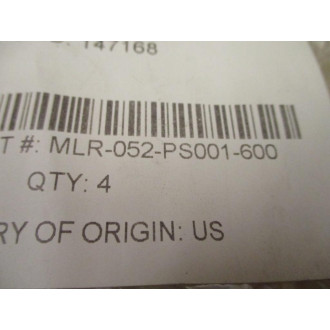 : 147168
T #: MLR-052-PS001-600
QTY: 4
RY OF ORIGIN: US